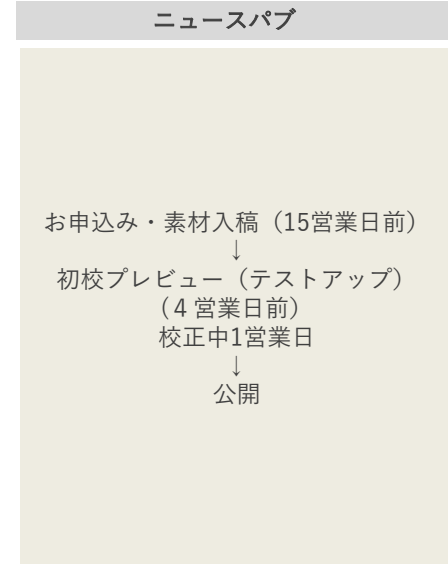 ニュースパブ
お申込み・素材入稿（15営業日前）
↓
初校プレビュー（テストアップ）
（４営業日前）
校正中1営業日
↓
公開